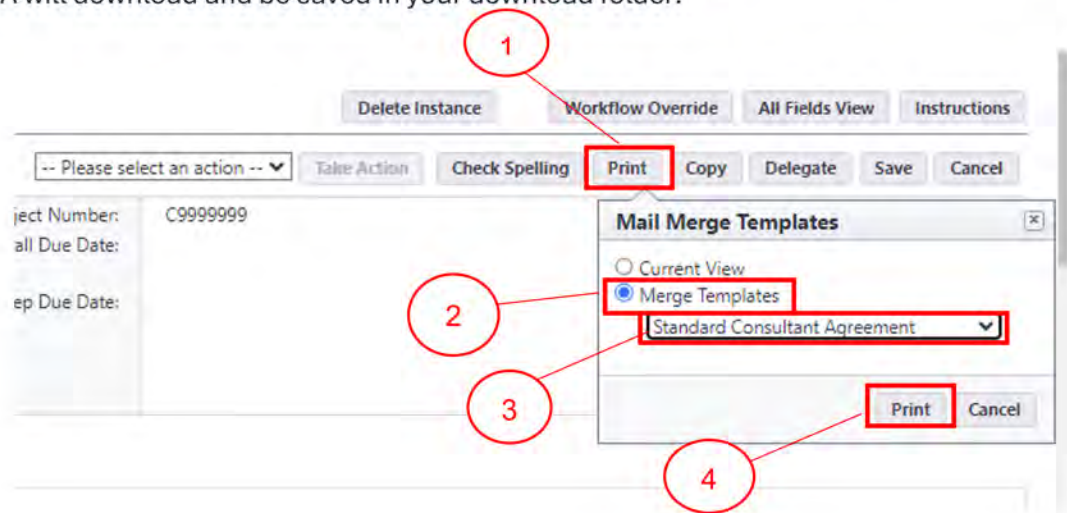 A will download and be saved in your download folder.
1
Delete Instance Workflow Override All Fields View Instructions
-- Please select an action -- Take Action Check Spelling Print Copy Delegate Save Cancel
ject Number: C9999999
all Due Date:
ep Due Date:
Mail Merge Templates
Current View
Merge Templates
2
Standard Consultant Agreement
3
Print Cancel
4